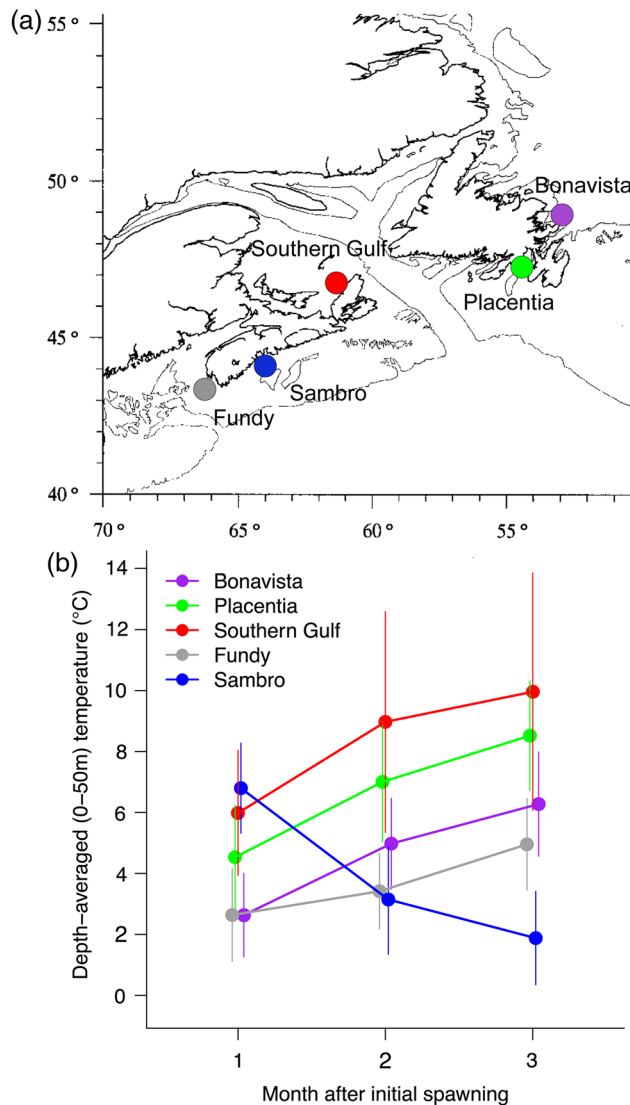 (a)
55°
50°
45°
40°
70°
65°
60°
55°
Bonavista
Southern Gulf
Placentia
Sambro
Fundy
(b)
Depth–averaged (0–50m) temperature (°C)
14
12
10
8
6
4
2
0
Bonavista
Placentia
Southern Gulf
Fundy
Sambro
1
2
3
Month after initial spawning